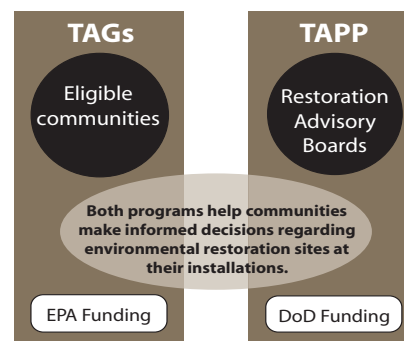 TAGs
Eligible
communities
TAPP
Restoration
Advisory
Boards
Both programs help communities
make informed decisions regarding
environmental restoration sites at
their installations.
EPA Funding
DoD Funding